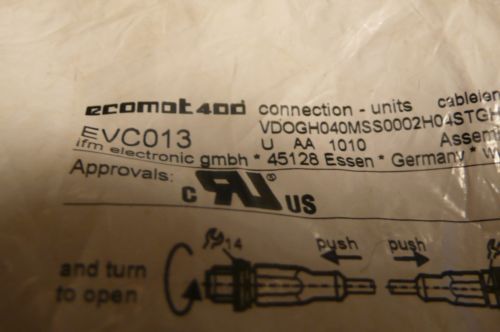 ecomat400 connection - units
EVC013 VDOGH040MSS0002H04STGH
U AA 1010
ifm electronic gmbh * 45128 Essen * Germany *
Approvals: c RU ® US
14 push push
and turn
to open